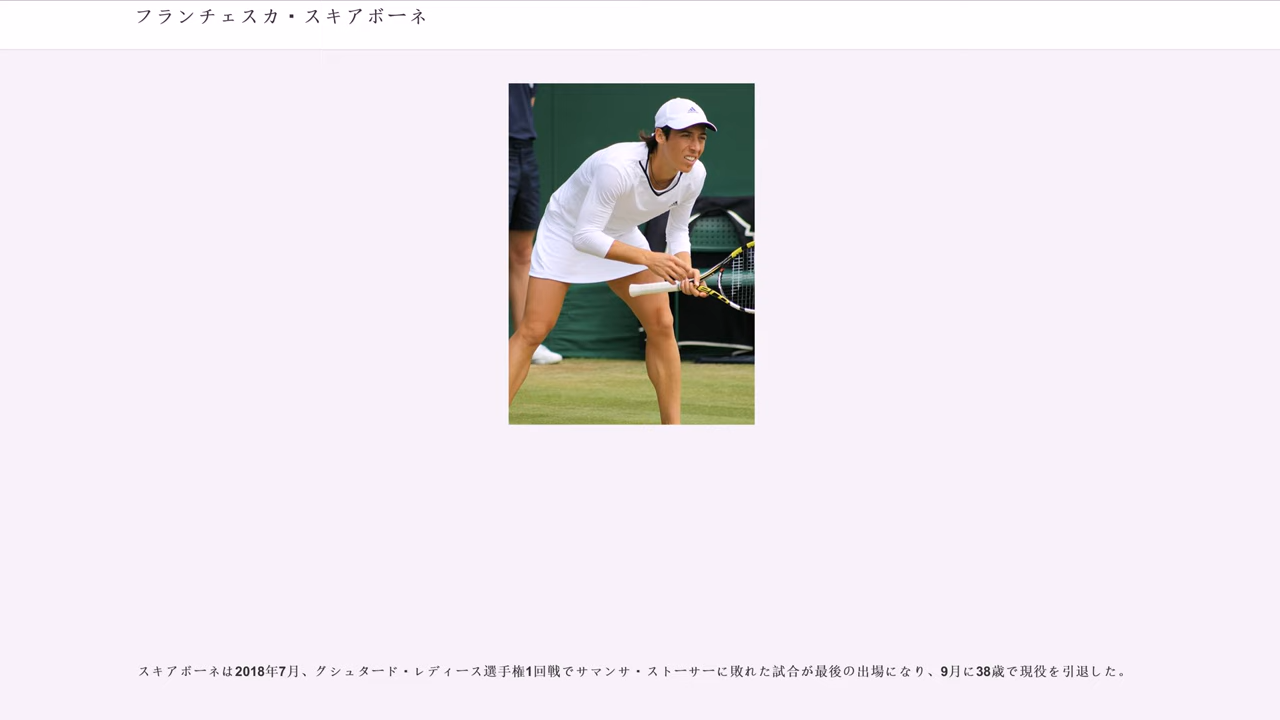 フランチェスカ・スキアボーネ
スキアボーネは2018年7月、グシュタード・レディース選手権1回戦でサマンサ・ストーサーに敗れた試合が最後の出場になり、9月に38歳で現役を引退した。